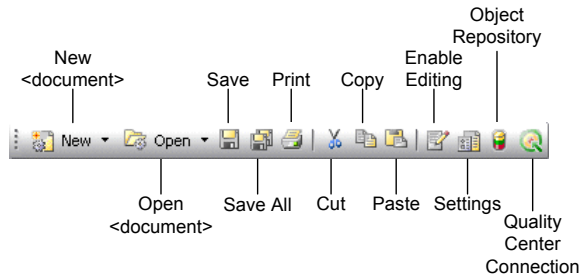 Object
Repository
New
<document>
Save
Print
Copy
Enable
Editing
New
Open
Open
<document>
Save All
Cut
Paste
Settings
Quality
Center
Connection